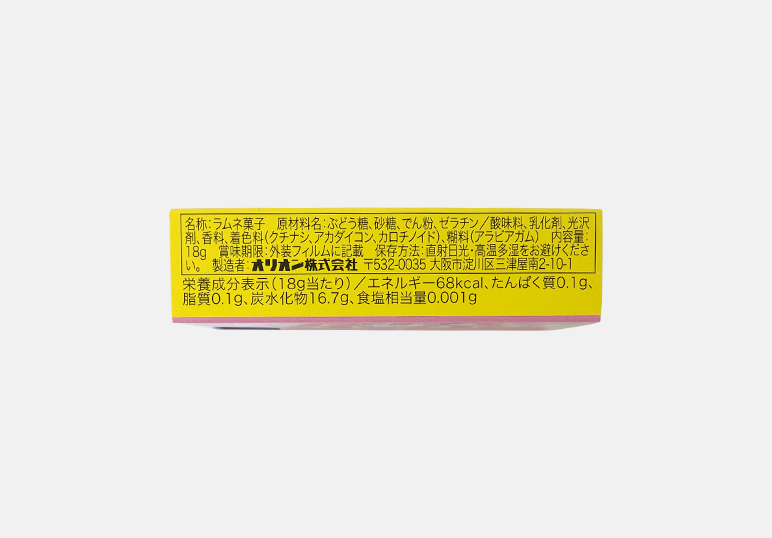 名称:ラムネ菓子　原材料名:ぶどう糖、砂糖、でん粉、ゼラチン／酸味料、乳化剤、光沢
剤、香料、着色料(クチナシ、アカダイコン、カロチノイド)、糊料(アラビアガム)　内容量:
18g　賞味期限:外装フィルムに記載　保存方法:直射日光・高温多湿をお避けくださ
い。　製造者:オリオン株式会社 〒532-0035 大阪市淀川区三津屋南2-10-1
栄養成分表示(18g当たり)／エネルギー68kcal、たんぱく質0.1g、
脂質0.1g、炭水化物16.7g、食塩相当量0.001g